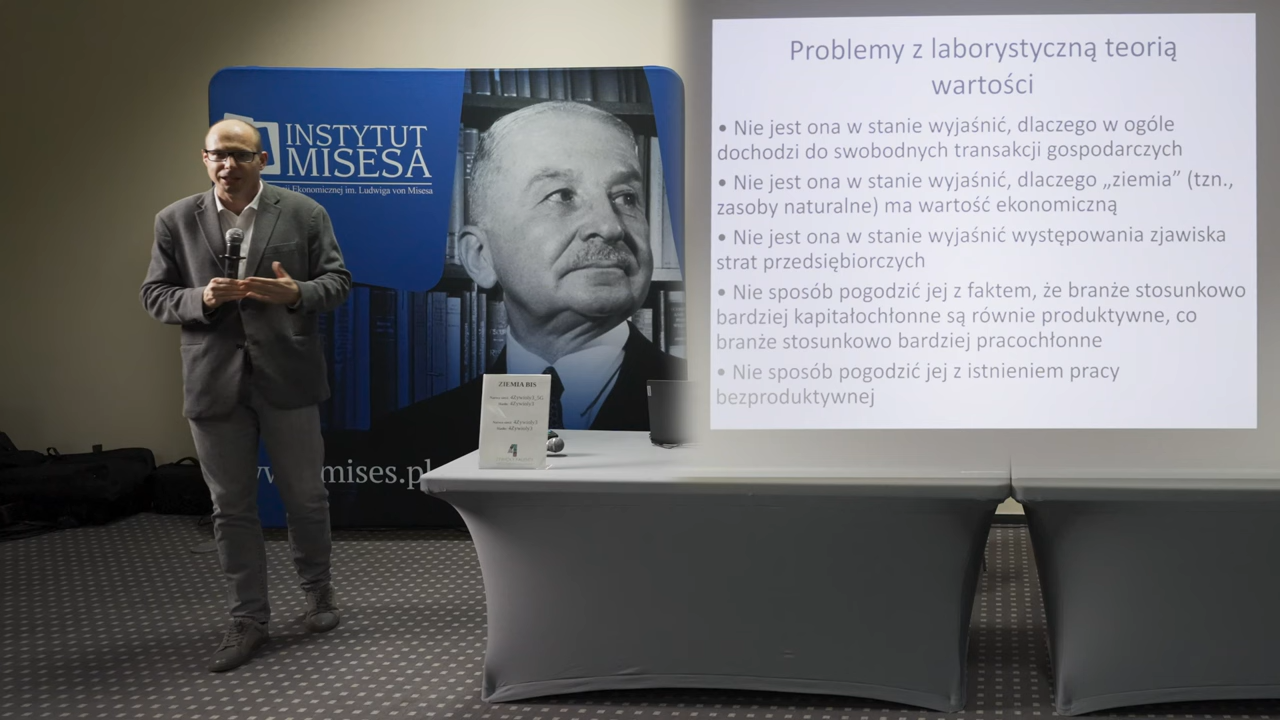 INSTYTUT
MISESA
Ekonomicznej im. Ludwiga von Misesa
mises.pl
ZIEMIA BIS
Problemy z laborystyczną teorią
wartości
• Nie jest ona w stanie wyjaśnić, dlaczego w ogóle
dochodzi do swobodnych transakcji gospodarczych
• Nie jest ona w stanie wyjaśnić, dlaczego „ziemia” (tzn.,
zasoby naturalne) ma wartość ekonomiczną
• Nie jest ona w stanie wyjaśnić występowania zjawiska
strat przedsiębiorczych
• Nie sposób pogodzić jej z faktem, że branże stosunkowo
bardziej kapitałochłonne są równie produktywne, co
branże stosunkowo bardziej pracochłonne
• Nie sposób pogodzić jej z istnieniem pracy
bezproduktywnej